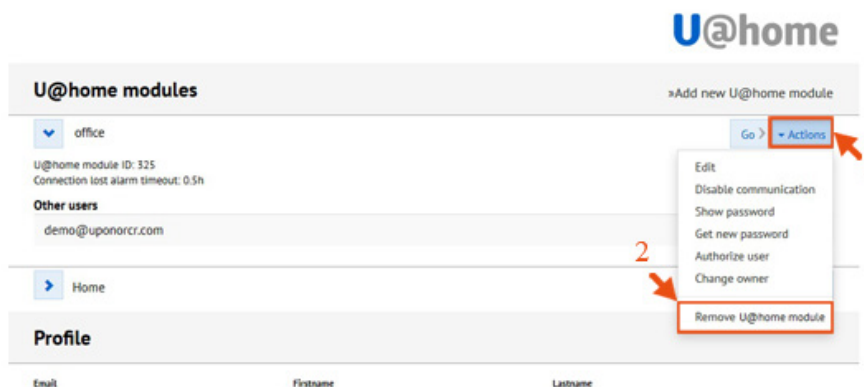 U@home
U@home modules
»Add new U@home module
office
Go
Actions
U@home module ID: 325
Connection lost alarm timeout: 0.5h
Other users
demo@uponorcr.com
Edit
Disable communication
Show password
Get new password
Authorize user
Change owner
2
Home
Remove U@home module
Profile
Email Firstname Lastname